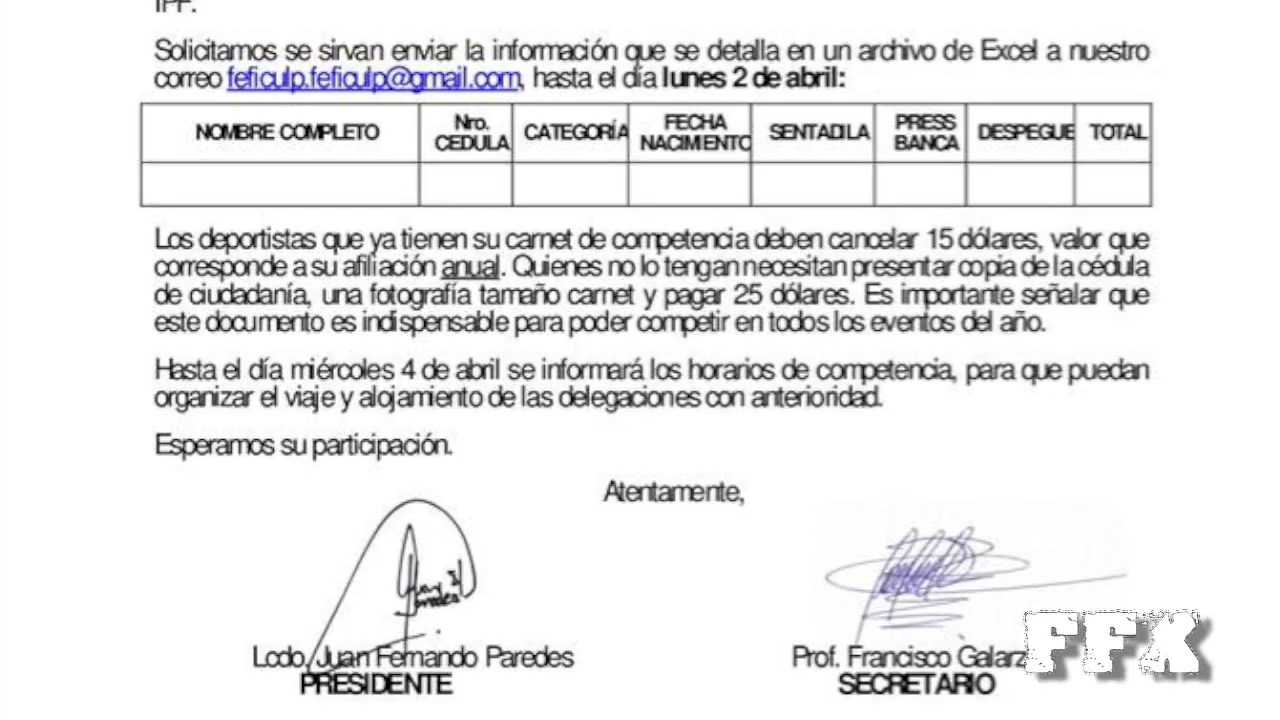 IPF.
Solicitamos se sirvan enviar la información que se detalla en un archivo de Excel a nuestro
correo feficulp.feficulp@gmail.com, hasta el día lunes 2 de abril:
NOMBRE COMPLETO Nro. CEDULA CATEGORÍA FECHA NACIMIENTO SENTADILA PRESS BANCA DESPEGUE TOTAL
Los deportistas que ya tienen su carnet de competencia deben cancelar 15 dólares, valor que
corresponde a su afiliación anual. Quienes no lo tengan necesitan presentar copia de la cédula
de ciudadanía, una fotografía tamaño carnet y pagar 25 dólares. Es importante señalar que
este documento es indispensable para poder competir en todos los eventos del año.
Hasta el día miércoles 4 de abril se informará los horarios de competencia, para que puedan
organizar el viaje y alojamiento de las delegaciones con anterioridad.
Esperamos su participación.
Atentamente,
Lcdo. Juan Fernando Paredes
PRESIDENTE
Prof. Francisco Galarz
SECRETARIO
FFX